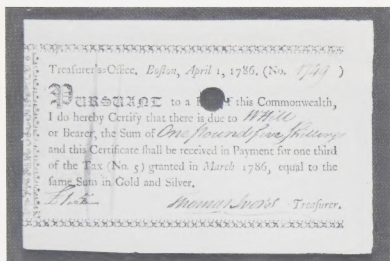 Treasurer's-Office. Boston, April 1, 1786. (No. 1749 )
PURSUANT to a of this Commonwealth,
I do hereby Certify that there is due to
or Bearer, the Sum of One Pound five Shillings
and this Certificate shall be received in Payment for one third
of the Tax (No. 5) granted in March 1786, equal to the
same Sum in Gold and Silver.
Thomas Ivers Treasurer.